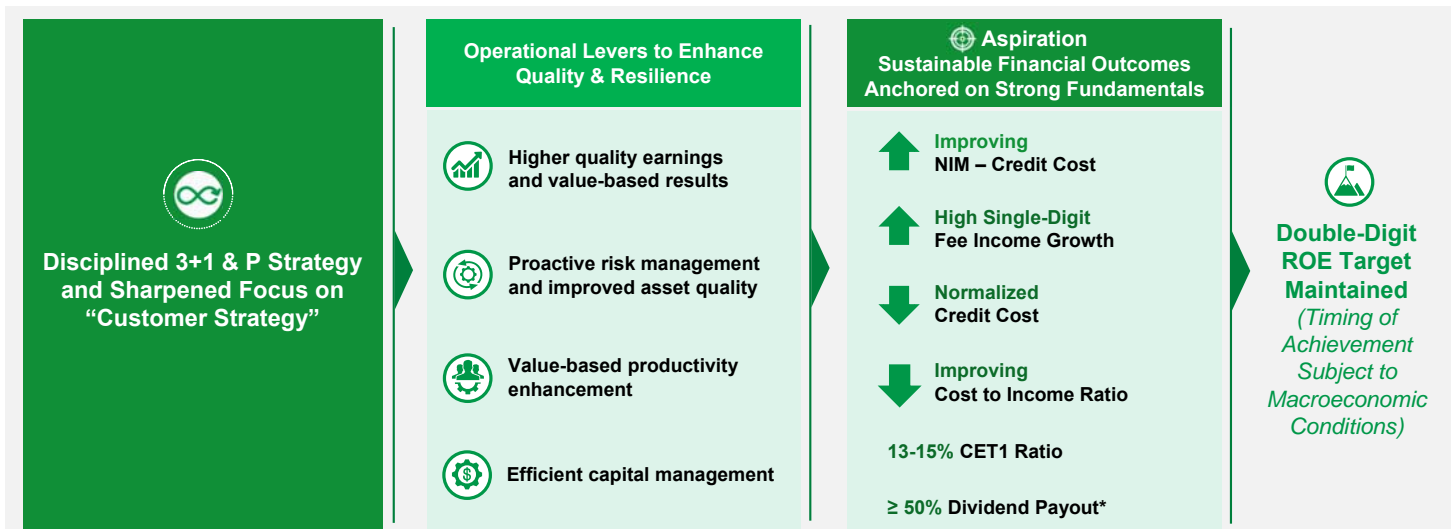 Disciplined 3+1 & P Strategy
and Sharpened Focus on
“Customer Strategy”
Operational Levers to Enhance
Quality & Resilience
Higher quality earnings
and value-based results
Proactive risk management
and improved asset quality
Value-based productivity
enhancement
Efficient capital management
Aspiration
Sustainable Financial Outcomes
Anchored on Strong Fundamentals
Improving
NIM – Credit Cost
High Single-Digit
Fee Income Growth
Normalized
Credit Cost
Improving
Cost to Income Ratio
13-15% CET1 Ratio
≥ 50% Dividend Payout*
Double-Digit
ROE Target
Maintained
(Timing of
Achievement
Subject to
Macroeconomic
Conditions)